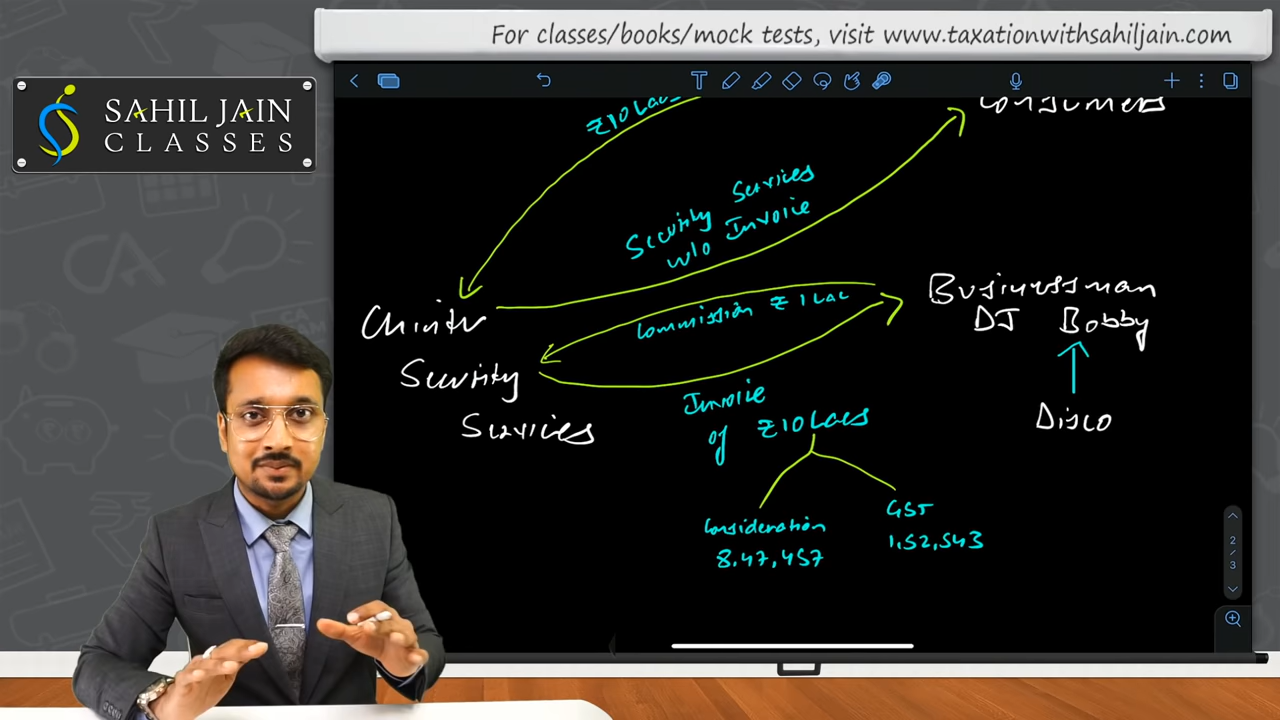 For classes/books/mock tests, visit www.taxationwithsahiljain.com
SAHIL JAIN
CLASSES
Consumers
₹10 Lacs
Security Services
w/o Invoice
Chintu
Security
Services
Commission ₹ 1 Lac
Businessman
DJ Bobby
Disco
Invoice
of ₹10 Lacs
Consideration
8,47,457
GST
1,52,543
T
2
/
3